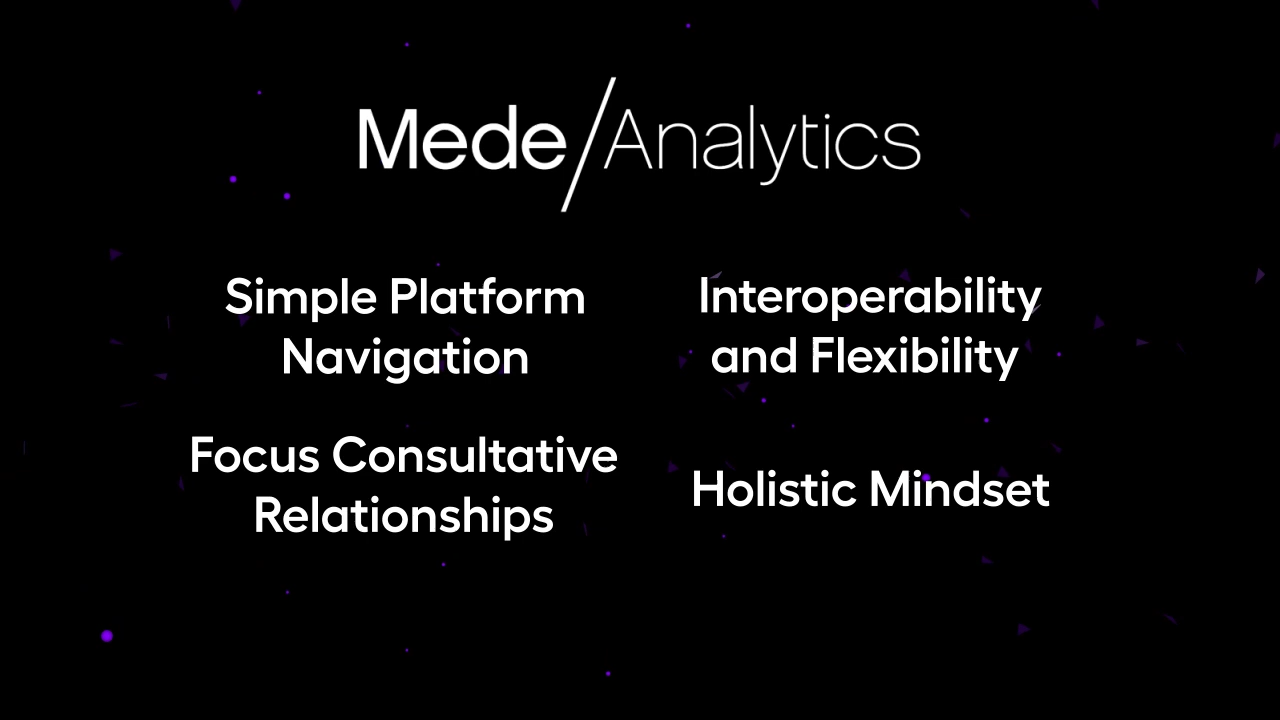 Mede/Analytics
Simple Platform
Navigation
Interoperability
and Flexibility
Focus Consultative
Relationships
Holistic Mindset